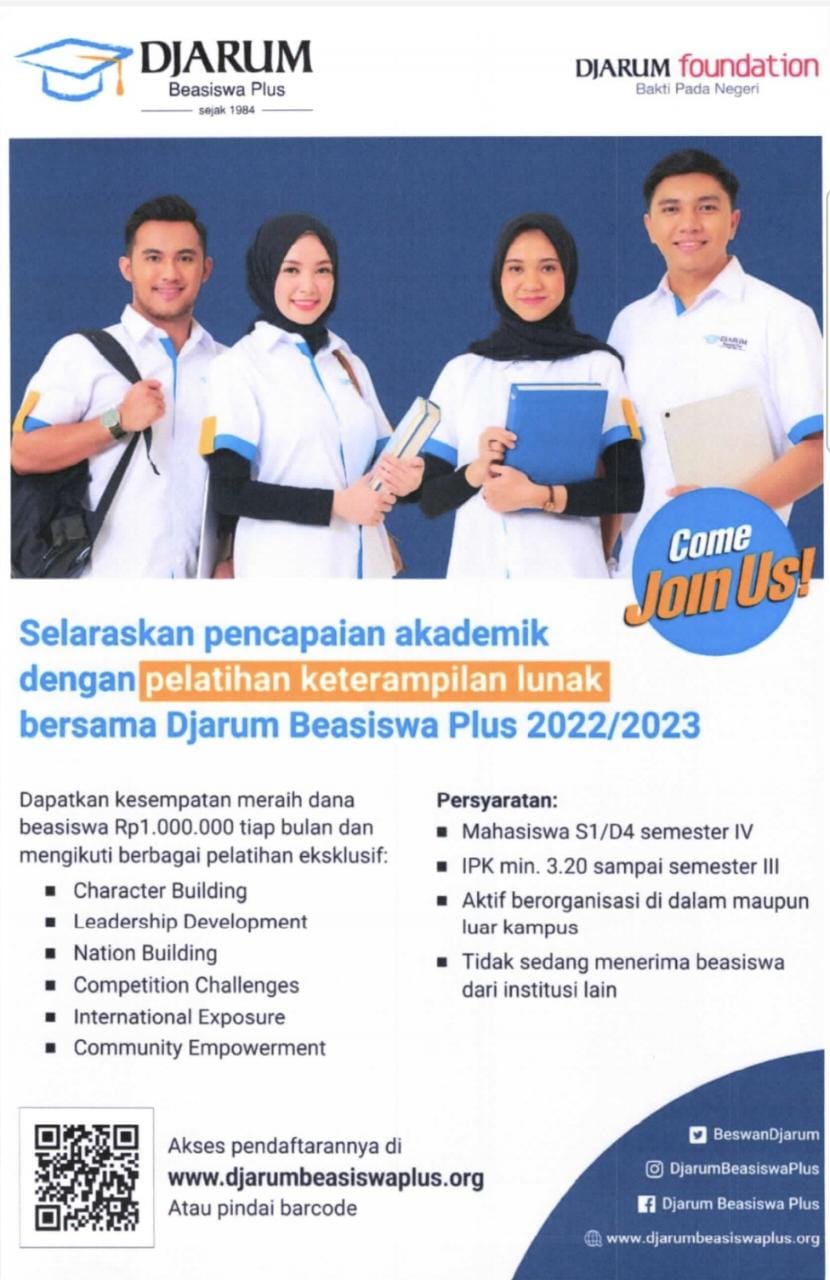 DJARUM
Beasiswa Plus
sejak 1984
DJARUM foundation
Bakti Pada Negeri
DJARUM
Come
Join Us!
Selaraskan pencapaian akademik
dengan pelatihan keterampilan lunak
bersama Djarum Beasiswa Plus 2022/2023
Dapatkan kesempatan meraih dana
beasiswa Rp1.000.000 tiap bulan dan
mengikuti berbagai pelatihan eksklusif:
▪ Character Building
▪ Leadership Development
▪ Nation Building
▪ Competition Challenges
▪ International Exposure
▪ Community Empowerment
Persyaratan:
▪ Mahasiswa S1/D4 semester IV
▪ IPK min. 3.20 sampai semester III
▪ Aktif berorganisasi di dalam maupun
luar kampus
▪ Tidak sedang menerima beasiswa
dari institusi lain
Akses pendaftarannya di
www.djarumbeasiswaplus.org
Atau pindai barcode
BeswanDjarum
DjarumBeasiswaPlus
Djarum Beasiswa Plus
www.djarumbeasiswaplus.org